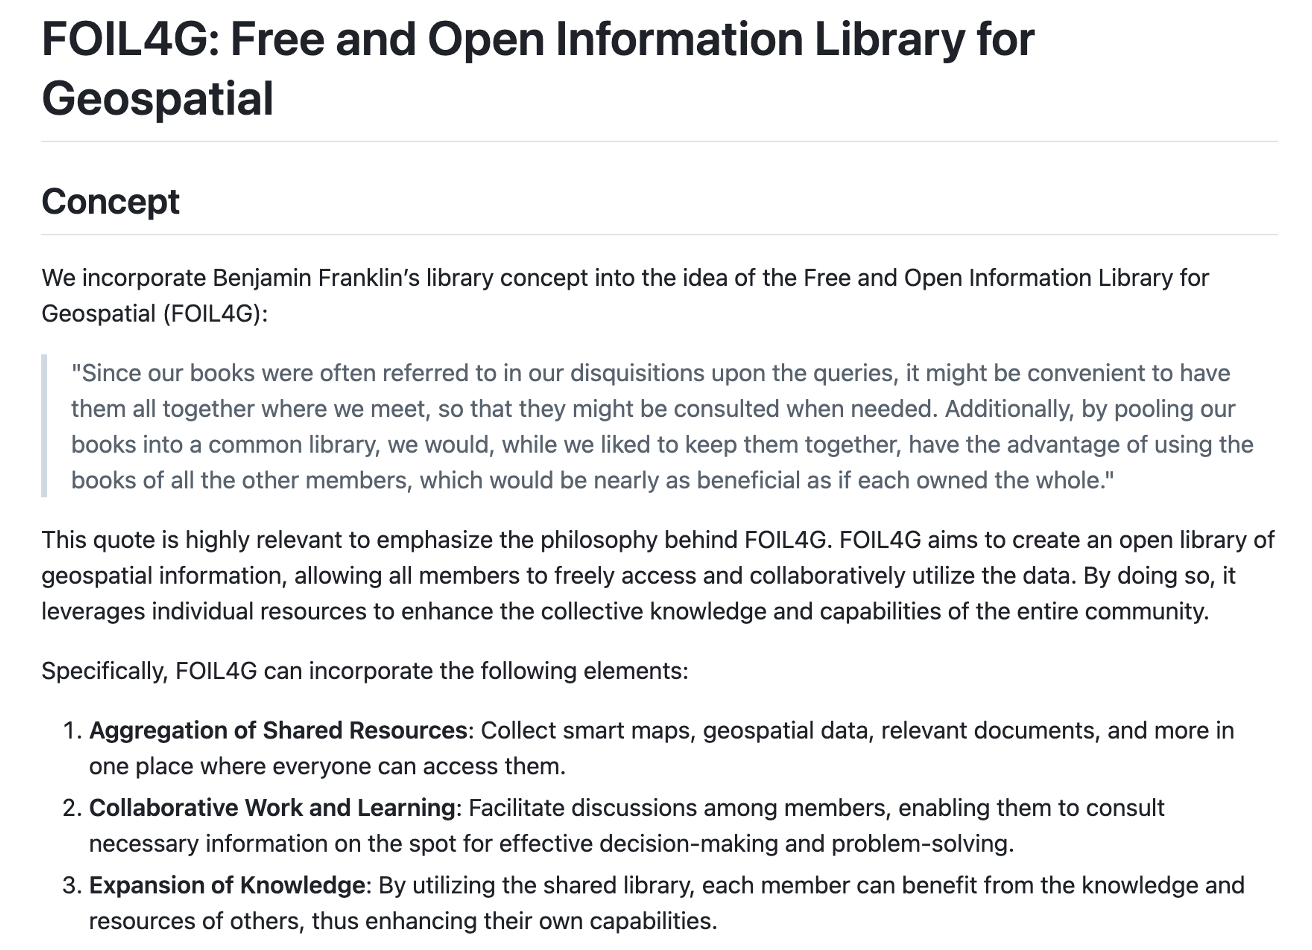 FOIL4G: Free and Open Information Library for
Geospatial
Concept
We incorporate Benjamin Franklin’s library concept into the idea of the Free and Open Information Library for
Geospatial (FOIL4G):
"Since our books were often referred to in our disquisitions upon the queries, it might be convenient to have
them all together where we meet, so that they might be consulted when needed. Additionally, by pooling our
books into a common library, we would, while we liked to keep them together, have the advantage of using the
books of all the other members, which would be nearly as beneficial as if each owned the whole."
This quote is highly relevant to emphasize the philosophy behind FOIL4G. FOIL4G aims to create an open library of
geospatial information, allowing all members to freely access and collaboratively utilize the data. By doing so, it
leverages individual resources to enhance the collective knowledge and capabilities of the entire community.
Specifically, FOIL4G can incorporate the following elements:
1. Aggregation of Shared Resources: Collect smart maps, geospatial data, relevant documents, and more in
one place where everyone can access them.
2. Collaborative Work and Learning: Facilitate discussions among members, enabling them to consult
necessary information on the spot for effective decision-making and problem-solving.
3. Expansion of Knowledge: By utilizing the shared library, each member can benefit from the knowledge and
resources of others, thus enhancing their own capabilities.